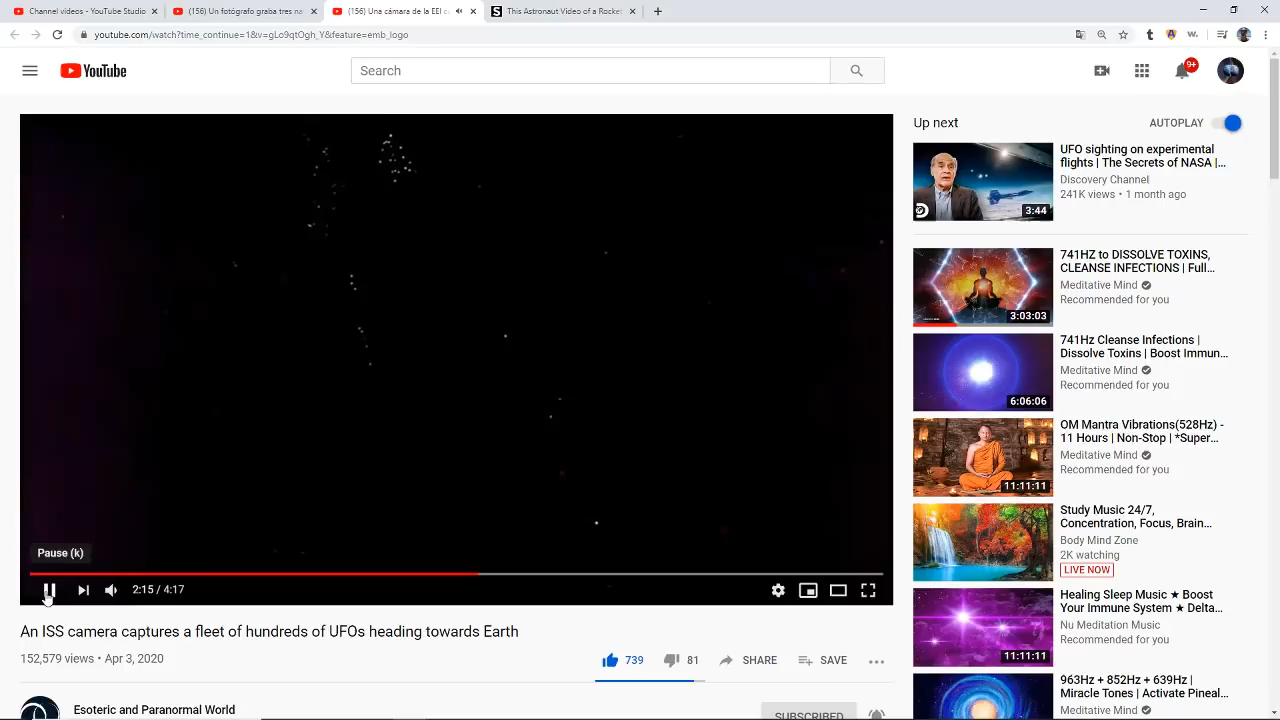 Channel videos - YouTube Studio
(156) Un fotógrafo graba tres na
(156) Una cámara de la EEI c
This Astronaut Video of a Rocket
youtube.com/watch?time_continue=1&v=gLo9qtOgh_Y&feature=emb_logo
YouTube
Search
9+
Up next
AUTOPLAY
UFO sighting on experimental
flights | The Secrets of NASA |...
Discovery Channel
241K views • 1 month ago
3:44
741HZ to DISSOLVE TOXINS,
CLEANSE INFECTIONS | Full...
Meditative Mind
Recommended for you
3:03:03
741Hz Cleanse Infections |
Dissolve Toxins | Boost Immun...
Meditative Mind
Recommended for you
6:06:06
OM Mantra Vibrations(528Hz) -
11 Hours | Non-Stop | *Super...
Meditative Mind
Recommended for you
11:11:11
Study Music 24/7,
Concentration, Focus, Brain...
Body Mind Zone
2K watching
LIVE NOW
Healing Sleep Music ★ Boost
Your Immune System ★ Delta...
Nu Meditation Music
Recommended for you
11:11:11
963Hz + 852Hz + 639Hz |
Miracle Tones | Activate Pineal...
Meditative Mind
Pause (k)
2:15 / 4:17
An ISS camera captures a fleet of hundreds of UFOs heading towards Earth
152,579 views • Apr 3, 2020
739
81
SHARE
SAVE
Esoteric and Paranormal World
SUBSCRIBED